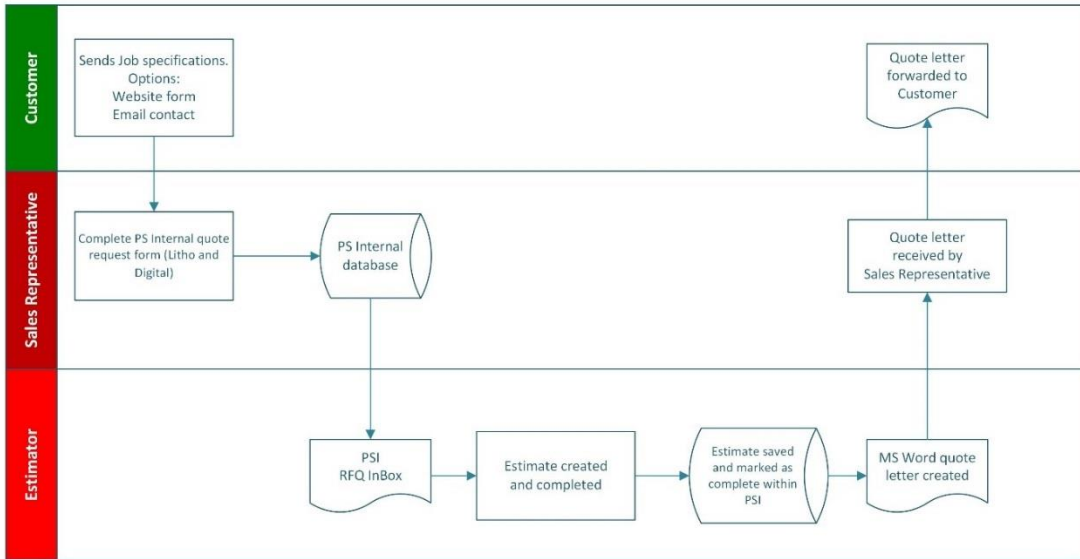 Customer
Sends Job specifications.
Options:
Website form
Email contact
Quote letter
forwarded to
Customer
Sales Representative
Complete PS Internal quote
request form (Litho and
Digital)
PS Internal
database
Quote letter
received by
Sales Representative
Estimator
PSI
RFQ InBox
Estimate created
and completed
Estimate saved
and marked as
complete within
PSI
MS Word quote
letter created